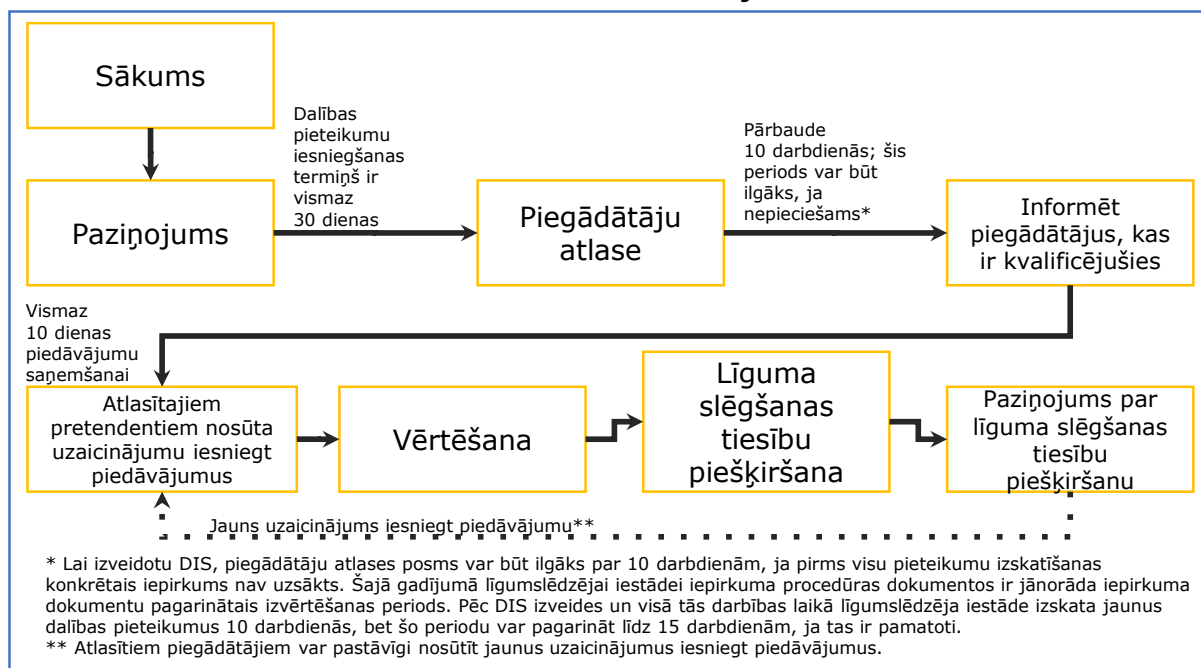 Sākums
Dalības
pieteikumu
iesniegšanas
termiņš ir
vismaz
30 dienas
Pārbaude
10 darbdienās; šis
periods var būt
ilgāks, ja
nepieciešams*
Paziņojums
Piegādātāju
atlase
Informēt
piegādātājus, kas
ir kvalificējušies
Vismaz
10 dienas
piedāvājumu
saņemšanai
Atlasītajiem
pretendentiem nosūta
uzaicinājumu iesniegt
piedāvājumus
Vērtēšana
Līguma
slēgšanas
tiesību
piešķiršana
Paziņojums par
līguma slēgšanas
tiesību
piešķiršanu
Jauns uzaicinājums iesniegt piedāvājumu**
* Lai izveidotu DIS, piegādātāju atlases posms var būt ilgāks par 10 darbdienām, ja pirms visu pieteikumu izskatīšanas
konkrētais iepirkums nav uzsākts. Šajā gadījumā līgumslēdzējai iestādei iepirkuma procedūras dokumentos ir jānorāda iepirkuma
dokumentu pagarinātais izvērtēšanas periods. Pēc DIS izveides un visā tās darbības laikā līgumslēdzēja iestāde izskata jaunus
dalības pieteikumus 10 darbdienās, bet šo periodu var pagarināt līdz 15 darbdienām, ja tas ir pamatoti.
** Atlasītiem piegādātājiem var pastāvīgi nosūtīt jaunus uzaicinājumus iesniegt piedāvājumus.